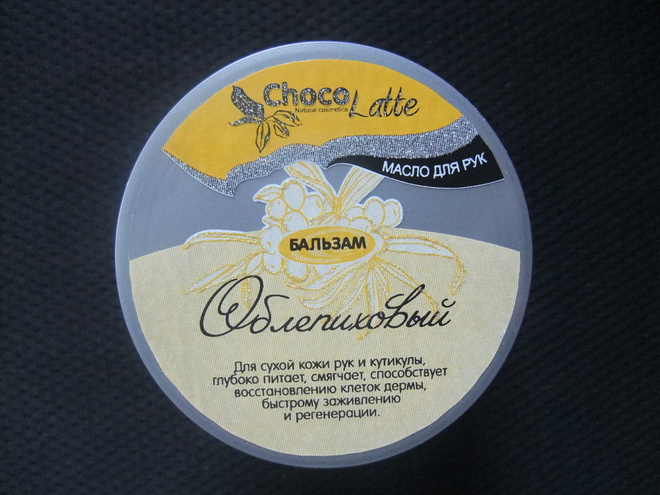 Choco Latte
Natural cosmetics
МАСЛО ДЛЯ РУК
БАЛЬЗАМ
Облепиховый
Для сухой кожи рук и кутикулы,
глубоко питает, смягчает, способствует
восстановлению клеток дермы,
быстрому заживлению
и регенерации.